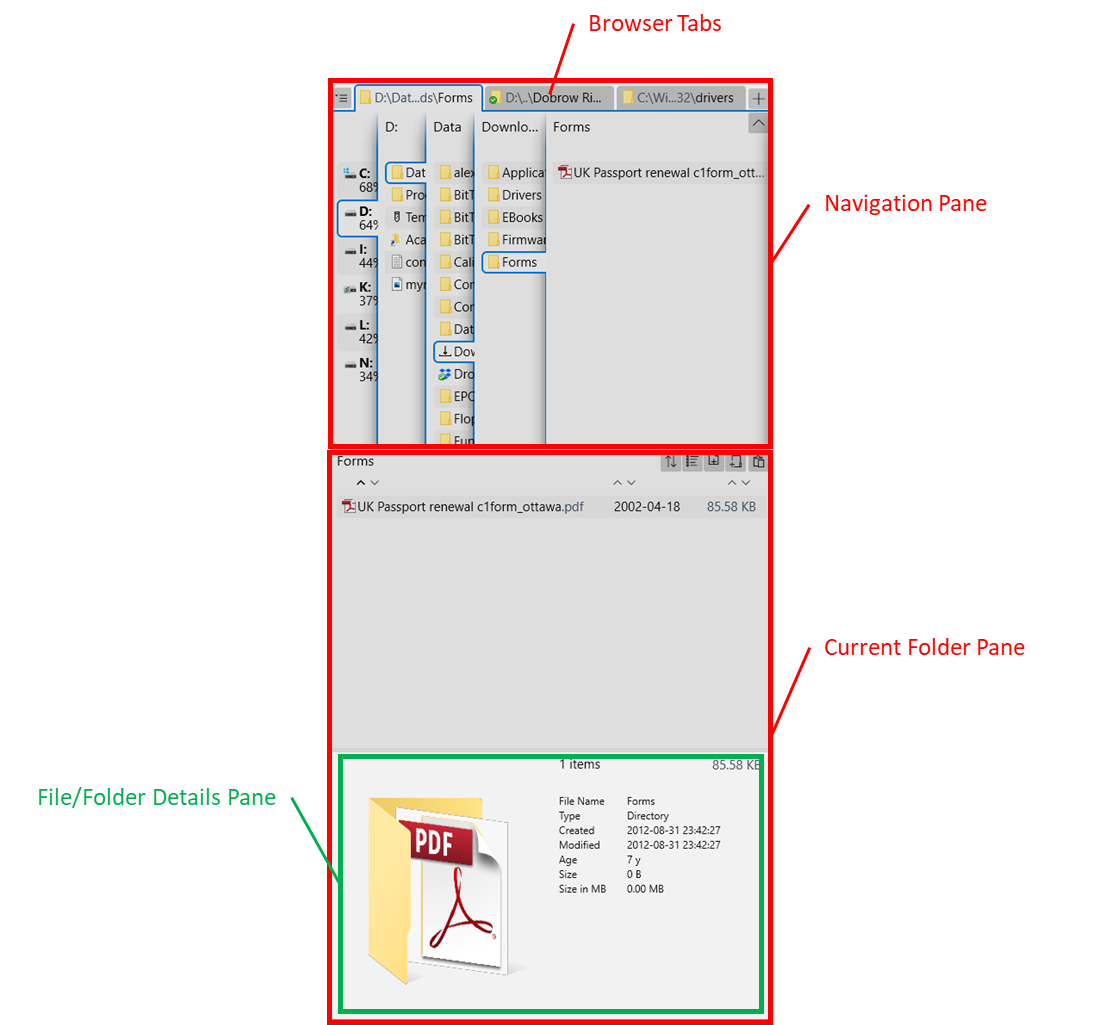 Browser Tabs
D:\Dat...ds\Forms
D:\..\Dobrow Ri...
C:\Wi...32\drivers
Navigation Pane
D:
Data
Downlo...
Forms
C:
68%
D:
64%
I:
44%
K:
37%
L:
42%
N:
34%
Dat
Pro
Tem
Aca
con
myr
alex
BitT
BitT
BitT
Cali
Cor
Cor
Dat
Dov
Dro
EPO
Flop
Fun
Applica
Drivers
EBooks
Firmwar
Forms
UK Passport renewal c1form_ott...
Forms
UK Passport renewal c1form_ottawa.pdf 2002-04-18 85.58 KB
Current Folder Pane
File/Folder Details Pane
1 items 85.58 KB
File Name Forms
Type Directory
Created 2012-08-31 23:42:27
Modified 2012-08-31 23:42:27
Age 7 y
Size 0 B
Size in MB 0.00 MB
PDF